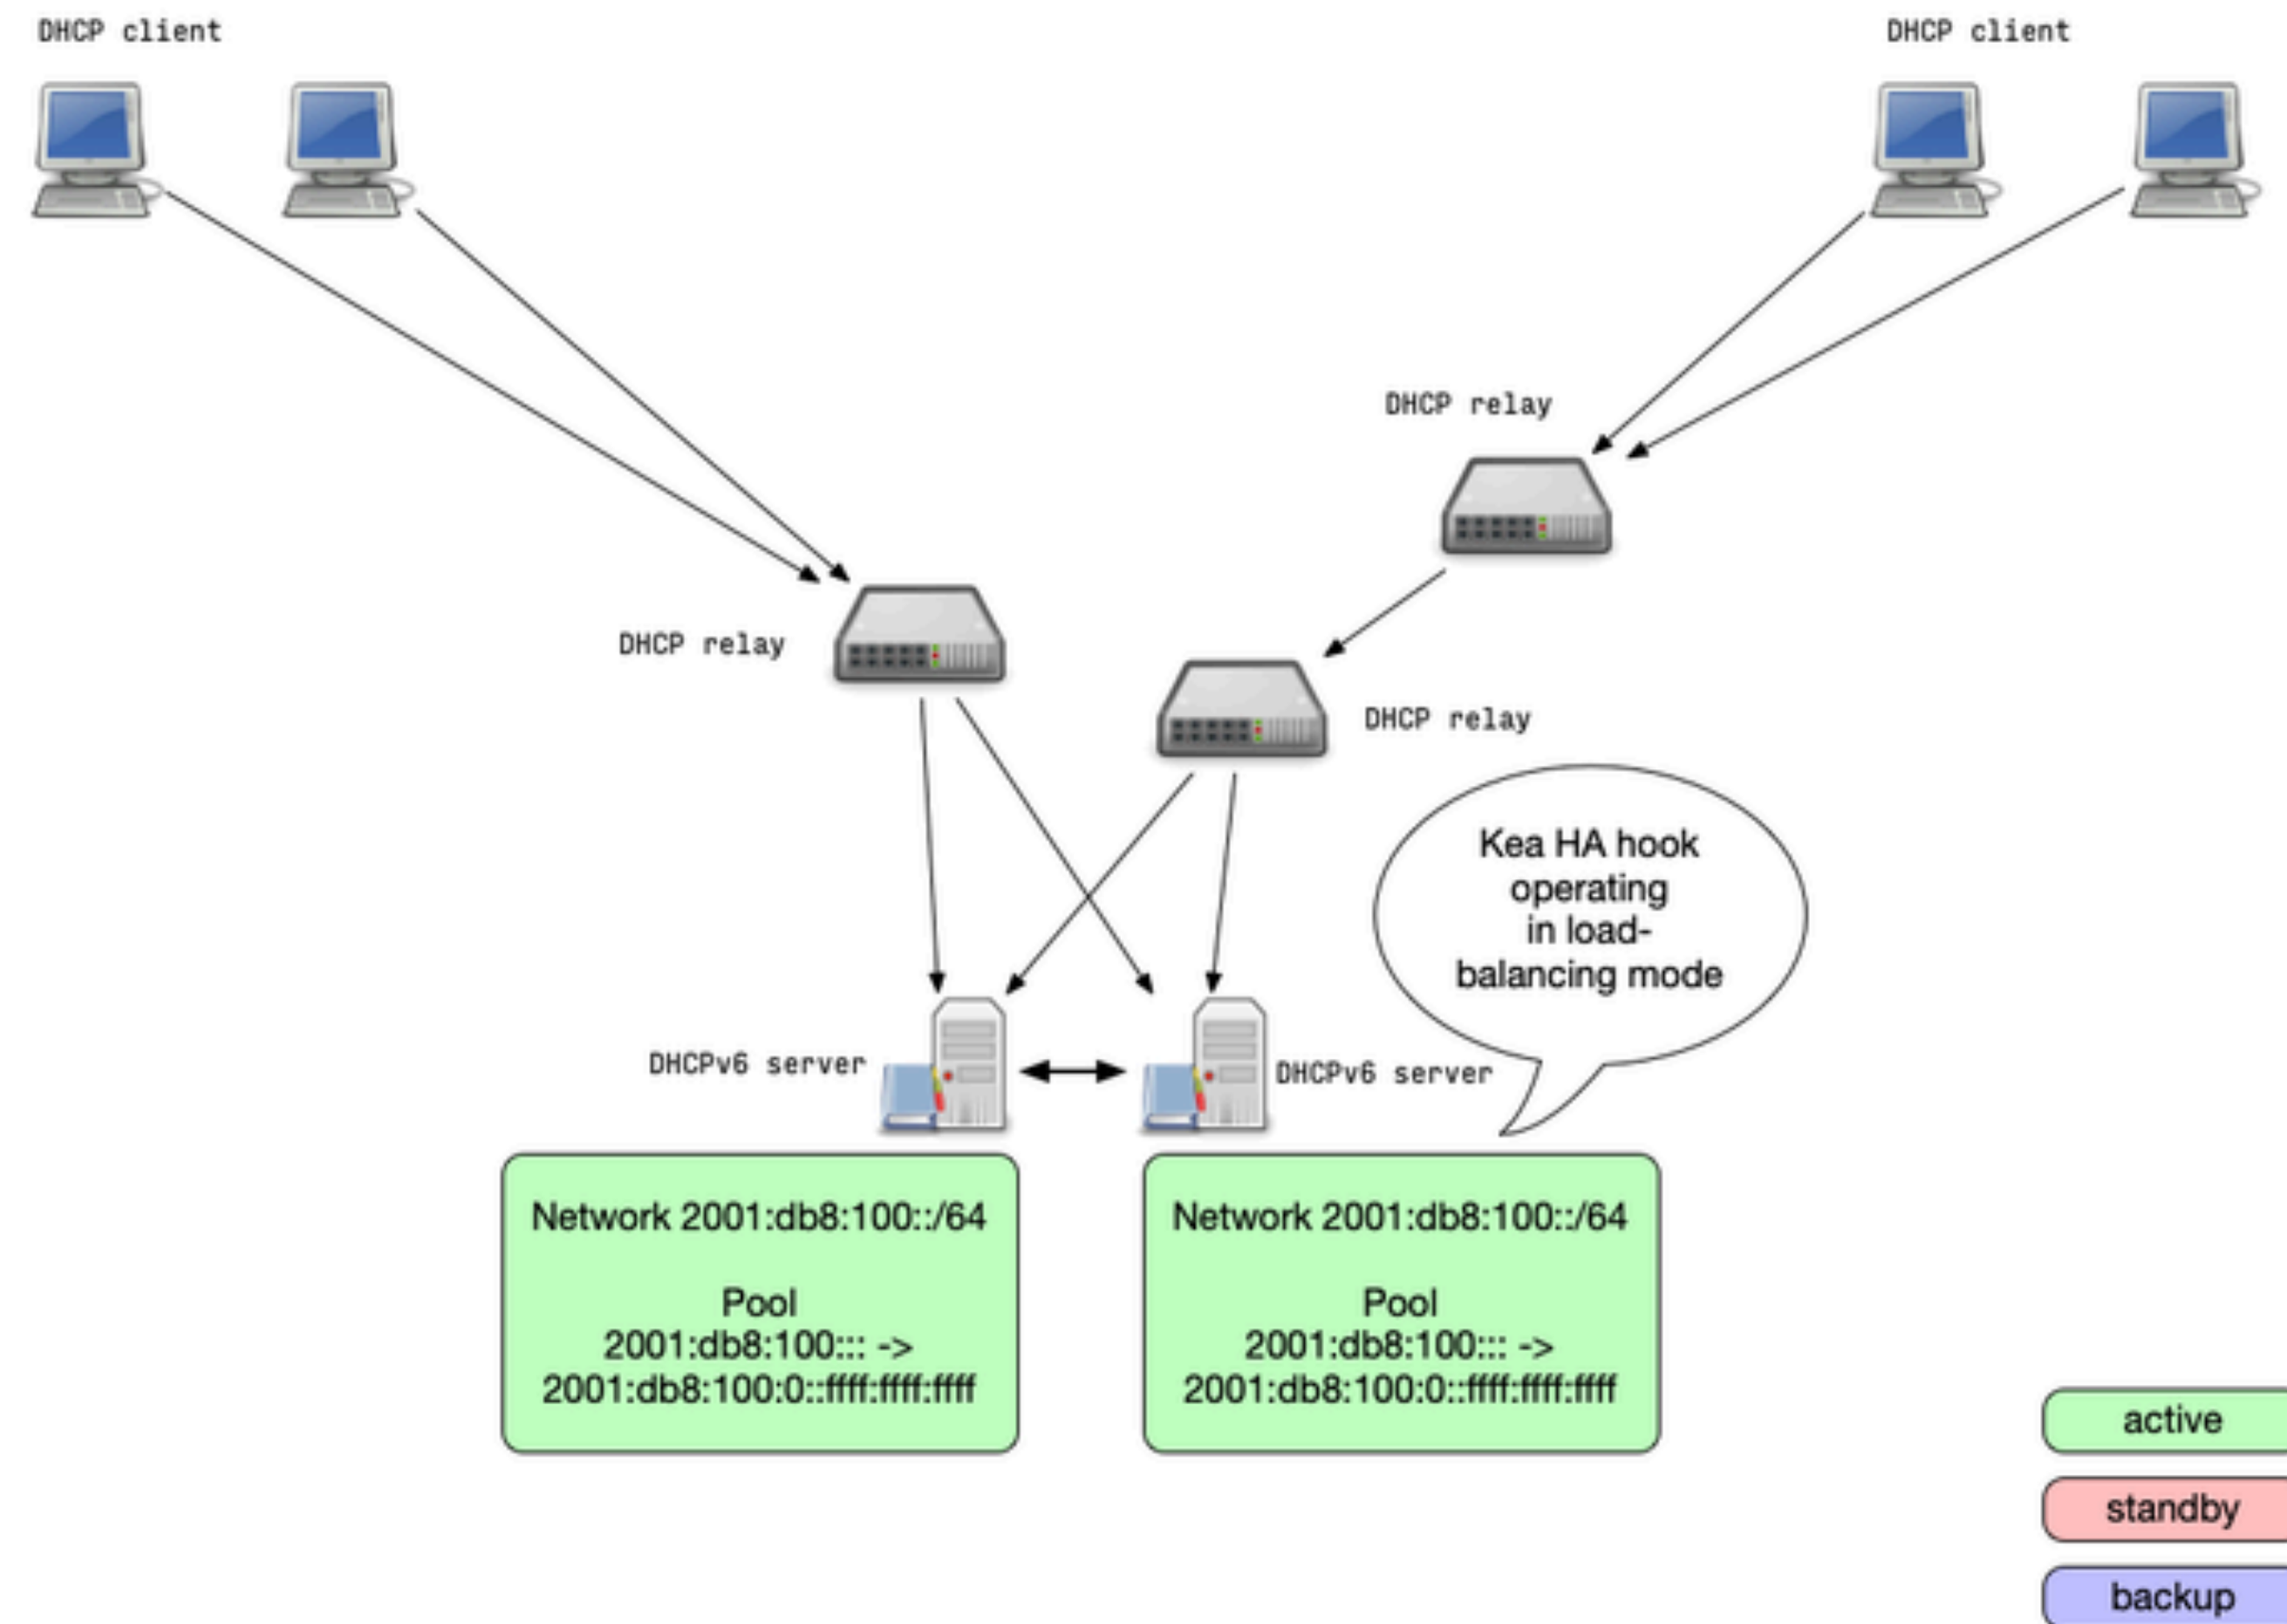 DHCP client
DHCP client
DHCP relay
DHCP relay
DHCP relay
Kea HA hook
operating
in load-
balancing mode
DHCPv6 server
DHCPv6 server
Network 2001:db8:100::/64
Pool
2001:db8:100::: ->
2001:db8:100:0::ffff:ffff:ffff
Network 2001:db8:100::/64
Pool
2001:db8:100::: ->
2001:db8:100:0::ffff:ffff:ffff
active
standby
backup